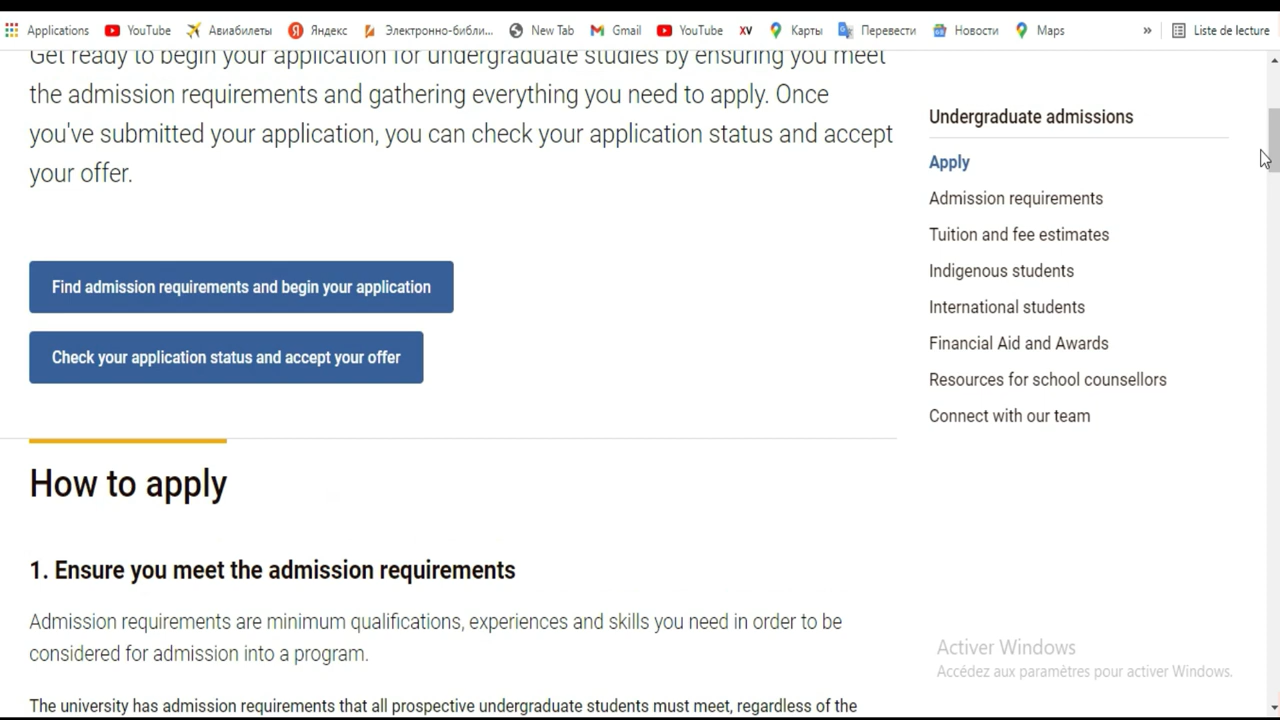 Applications YouTube Авиабилеты Яндекс Электронно-библи... New Tab Gmail YouTube XV Карты Перевести Новости Maps » Liste de lecture
Get ready to begin your application for undergraduate studies by ensuring you meet
the admission requirements and gathering everything you need to apply. Once
you've submitted your application, you can check your application status and accept
your offer.
Find admission requirements and begin your application
Check your application status and accept your offer
How to apply
1. Ensure you meet the admission requirements
Admission requirements are minimum qualifications, experiences and skills you need in order to be
considered for admission into a program.
The university has admission requirements that all prospective undergraduate students must meet, regardless of the
Undergraduate admissions
Apply
Admission requirements
Tuition and fee estimates
Indigenous students
International students
Financial Aid and Awards
Resources for school counsellors
Connect with our team
Activer Windows
Accédez aux paramètres pour activer Windows.